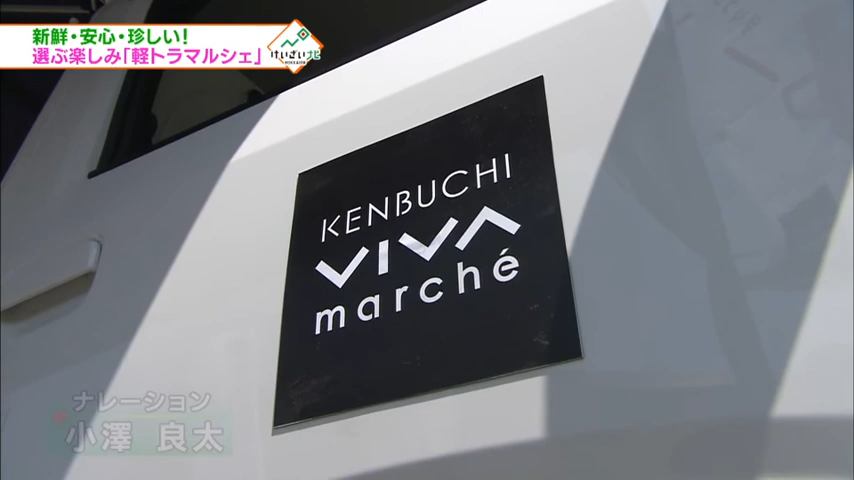 新鮮・安心・珍しい!
選ぶ楽しみ「軽トラマルシェ」
けいざいナビ
HOKKAIDO
KENBUCHI
VIVA
marché
ナレーション
小澤 良太